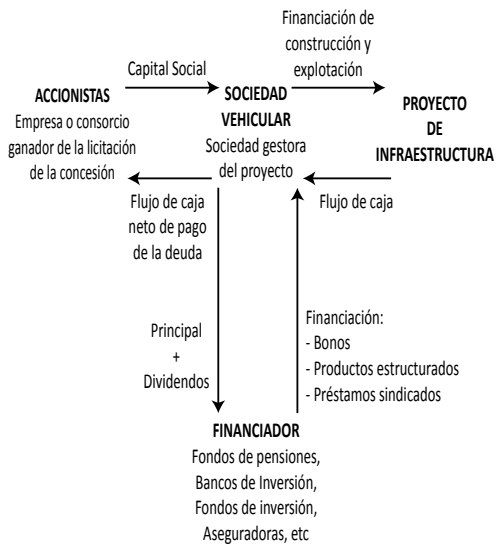 Financiación de
construcción y
explotación
Capital Social
ACCIONISTAS
Empresa o consorcio
ganador de la licitación
de la concesión
SOCIEDAD
VEHICULAR
Sociedad gestora
del proyecto
PROYECTO
DE
INFRAESTRUCTURA
Flujo de caja
neto de pago
de la deuda
Flujo de caja
Principal
+
Dividendos
Financiación:
- Bonos
- Productos estructurados
- Préstamos sindicados
FINANCIADOR
Fondos de pensiones,
Bancos de Inversión,
Fondos de inversión,
Aseguradoras, etc